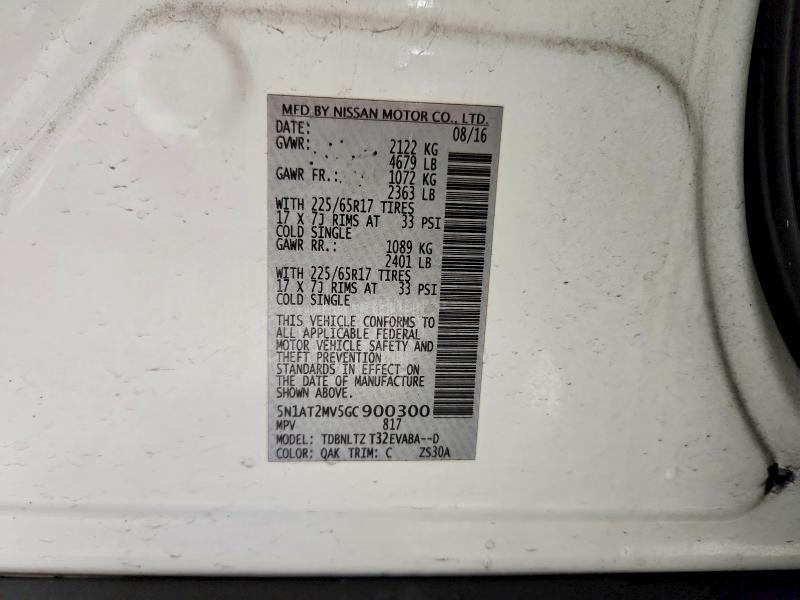 MFD BY NISSAN MOTOR CO., LTD.
DATE: 08/16
GVWR: 2122 KG
4679 LB
GAWR FR.: 1072 KG
2363 LB
WITH 225/65R17 TIRES
17 X 7J RIMS AT 33 PSI
COLD SINGLE
GAWR RR.: 1089 KG
2401 LB
WITH 225/65R17 TIRES
17 X 7J RIMS AT 33 PSI
COLD SINGLE
THIS VEHICLE CONFORMS TO
ALL APPLICABLE FEDERAL
MOTOR VEHICLE SAFETY AND
THEFT PREVENTION
STANDARDS IN EFFECT ON
THE DATE OF MANUFACTURE
SHOWN ABOVE.
5N1AT2MV5GC900300
MPV 817
MODEL: TDBNLTZ T32EVABA--D
COLOR: QAK TRIM: C ZS30A